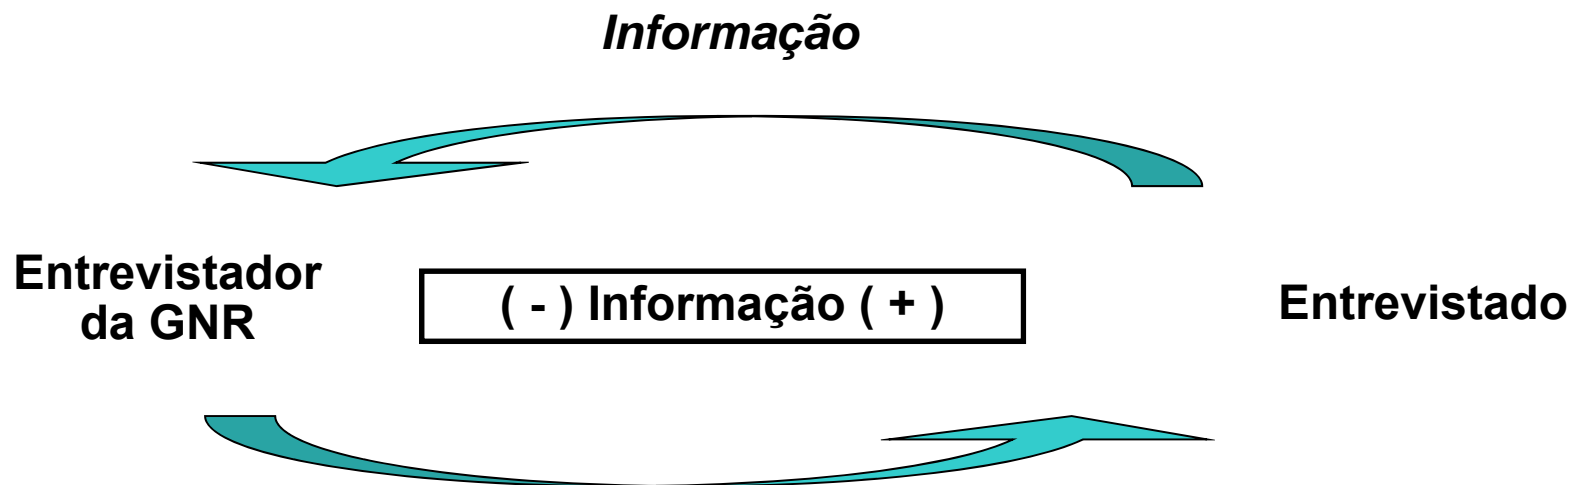 Informação
Entrevistador
da GNR
( - ) Informação ( + )
Entrevistado